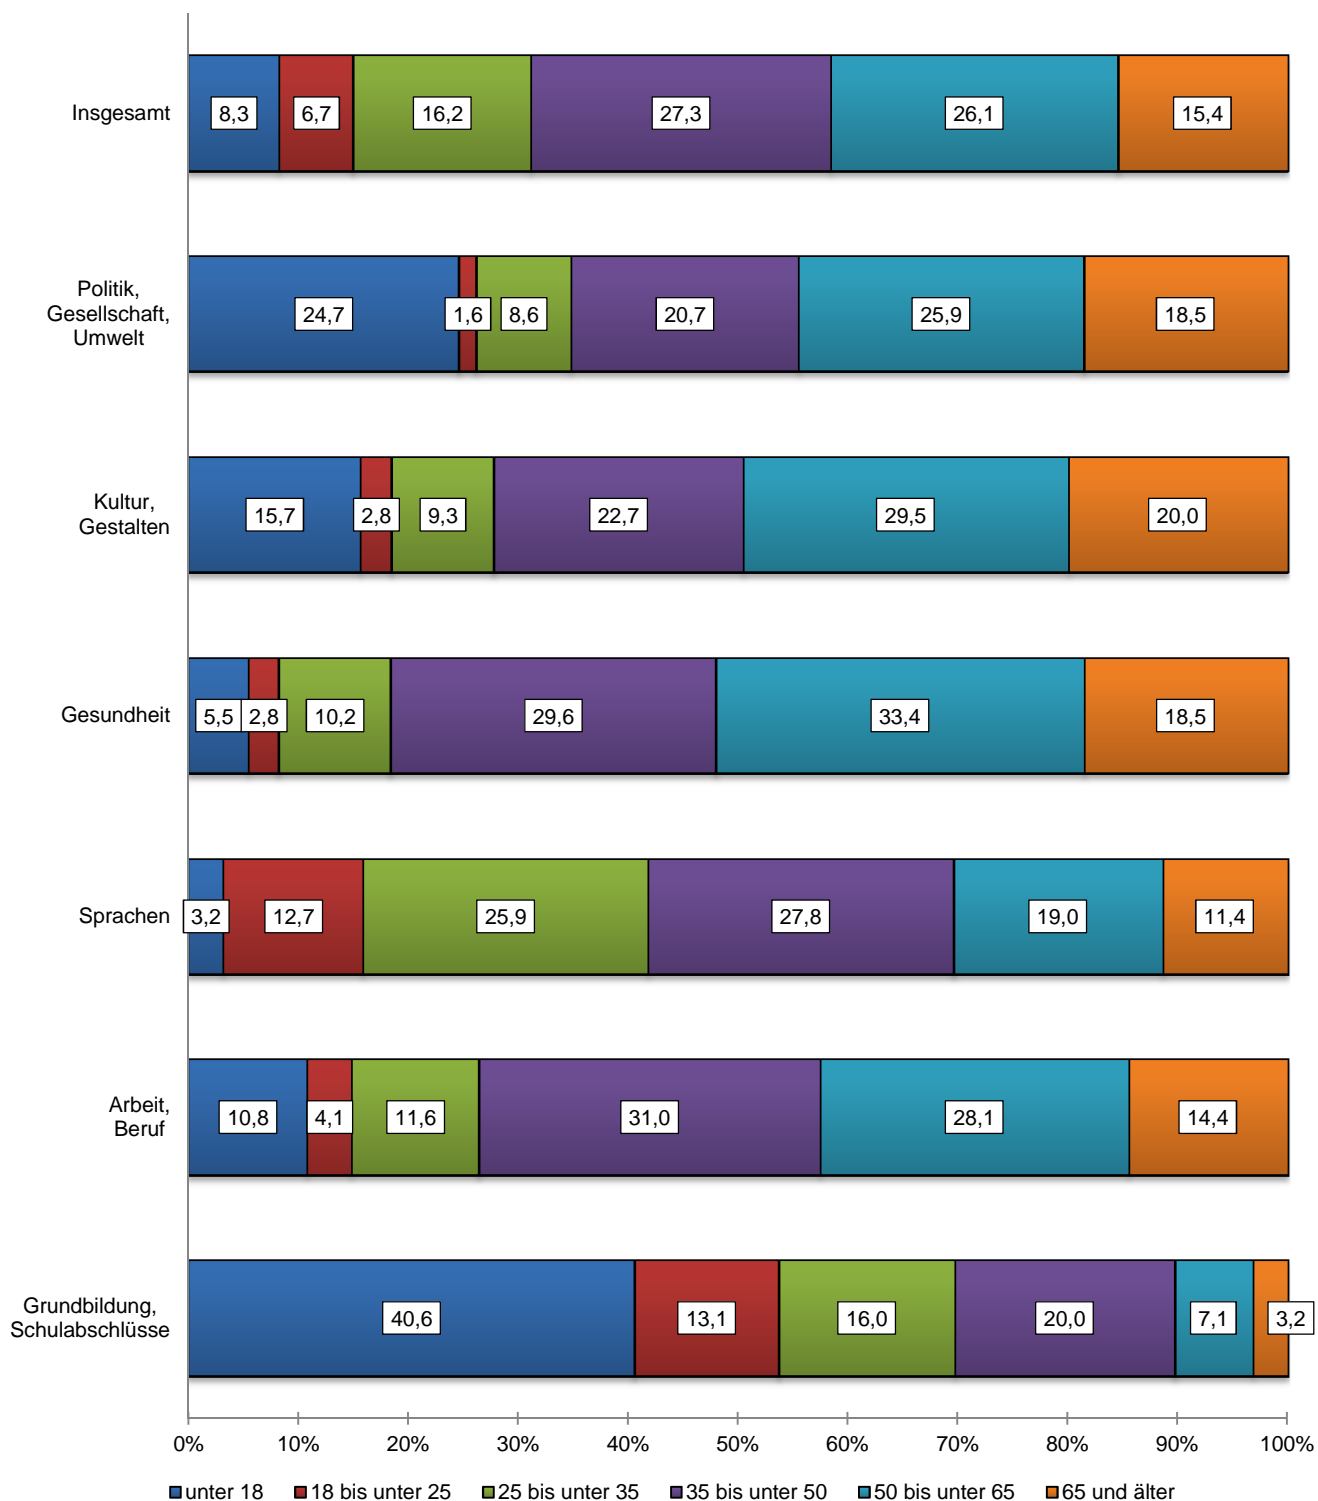 Insgesamt
8,3 6,7 16,2 27,3 26,1 15,4
Politik,
Gesellschaft,
Umwelt
24,7 1,6 8,6 20,7 25,9 18,5
Kultur,
Gestalten
15,7 2,8 9,3 22,7 29,5 20,0
Gesundheit
5,5 2,8 10,2 29,6 33,4 18,5
Sprachen
3,2 12,7 25,9 27,8 19,0 11,4
Arbeit,
Beruf
10,8 4,1 11,6 31,0 28,1 14,4
Grundbildung,
Schulabschlüsse
40,6 13,1 16,0 20,0 7,1 3,2
0% 10% 20% 30% 40% 50% 60% 70% 80% 90% 100%
unter 18 18 bis unter 25 25 bis unter 35 35 bis unter 50 50 bis unter 65 65 und älter